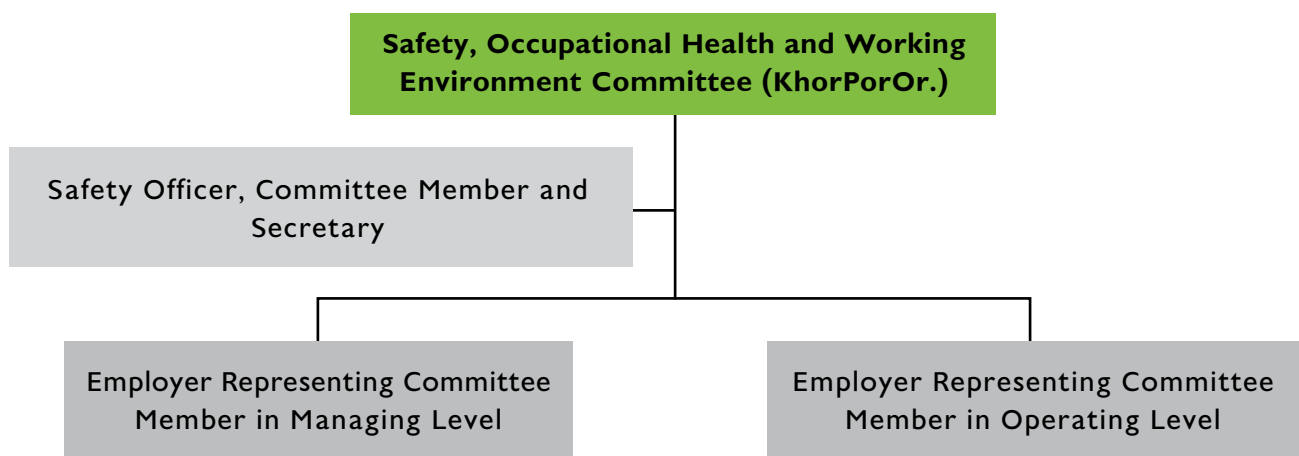 Safety, Occupational Health and Working
Environment Committee (KhorPorOr.)
Safety Officer, Committee Member and
Secretary
Employer Representing Committee
Member in Managing Level
Employer Representing Committee
Member in Operating Level